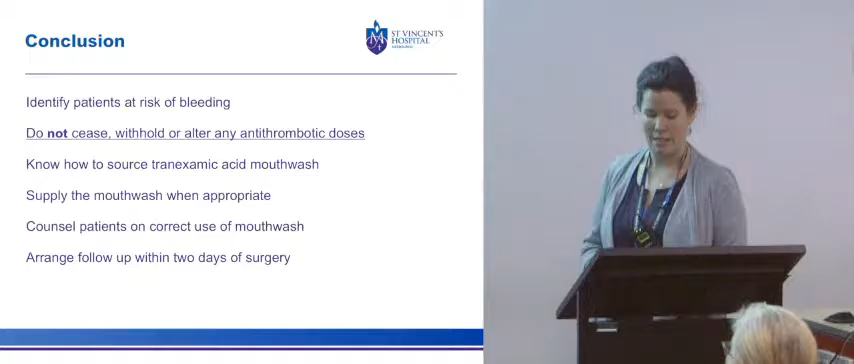 Conclusion
ST VINCENT'S
HOSPITAL
MELBOURNE
Identify patients at risk of bleeding
Do not cease, withhold or alter any antithrombotic doses
Know how to source tranexamic acid mouthwash
Supply the mouthwash when appropriate
Counsel patients on correct use of mouthwash
Arrange follow up within two days of surgery